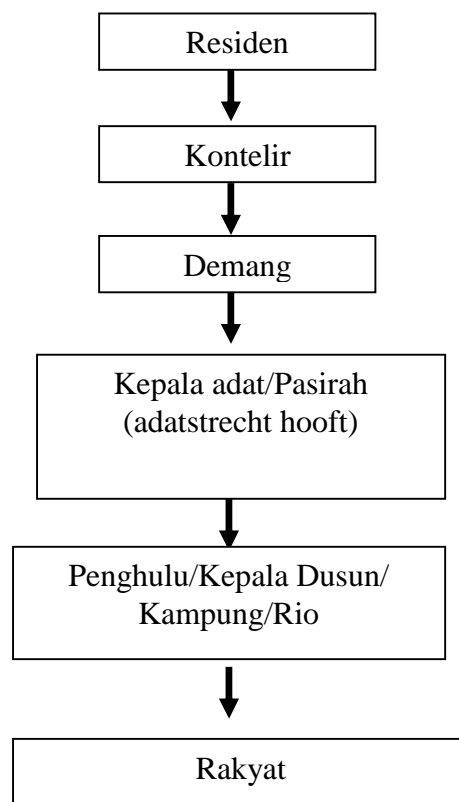 Residen
Kontelir
Demang
Kepala adat/Pasirah
(adatstrecht hooft)
Penghulu/Kepala Dusun/
Kampung/Rio
Rakyat